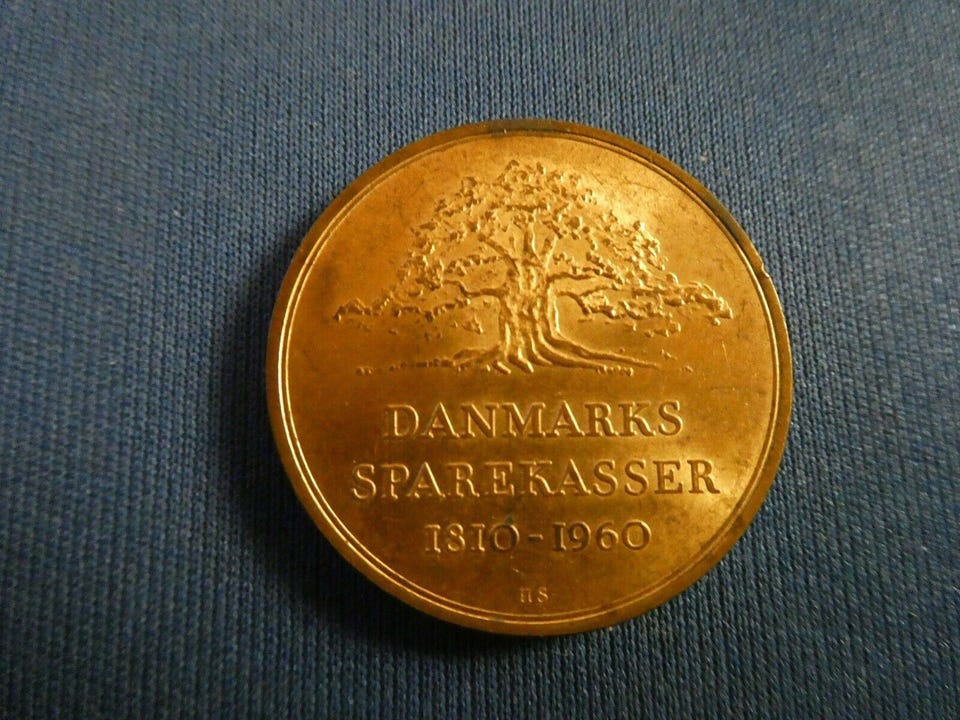 DANMARKS
SPAREKASSER
1810-1960
HS